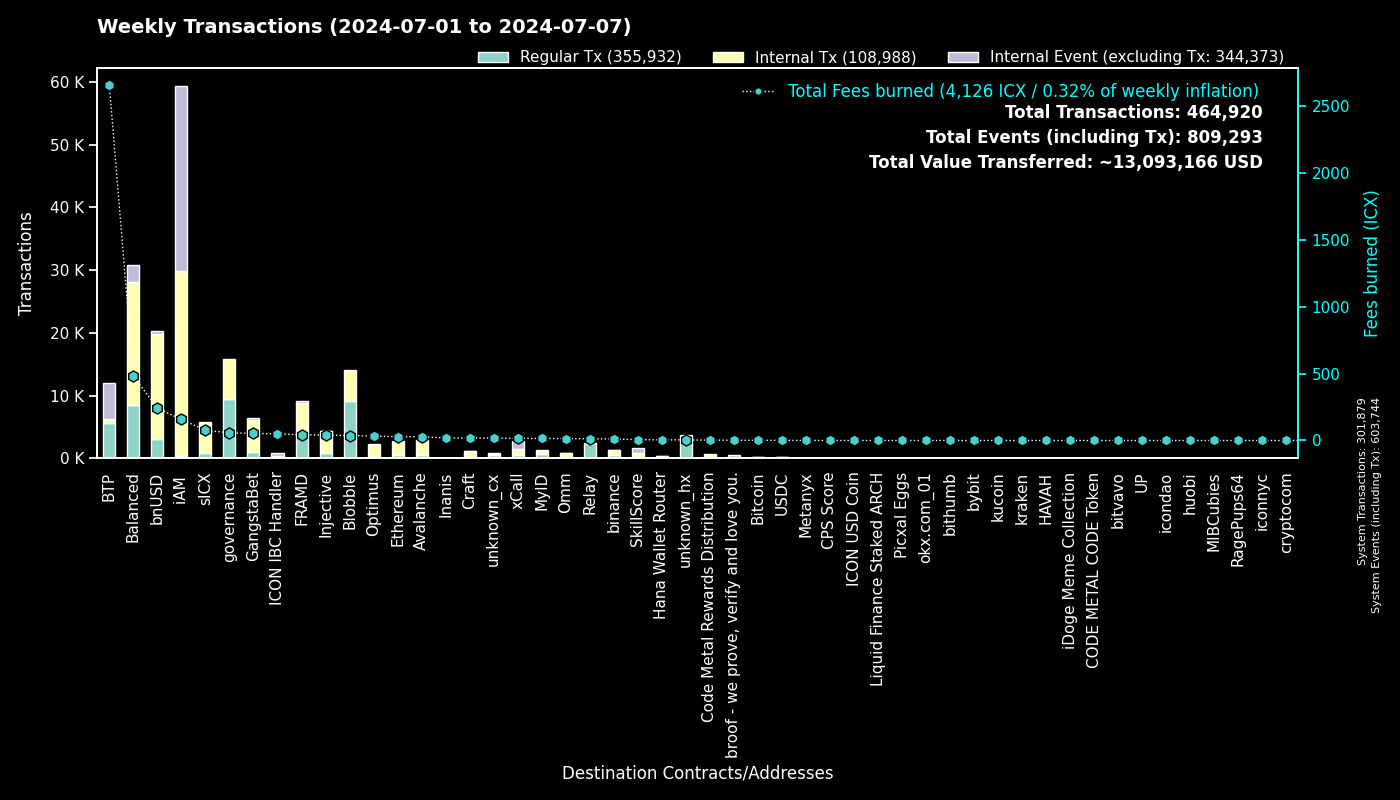 Weekly Transactions (2024-07-01 to 2024-07-07)
Regular Tx (355,932)
Internal Tx (108,988)
Internal Event (excluding Tx: 344,373)
Total Fees burned (4,126 ICX / 0.32% of weekly inflation)
Total Transactions: 464,920
Total Events (including Tx): 809,293
Total Value Transferred: ~13,093,166 USD
Transactions
60 K
50 K
40 K
30 K
20 K
10 K
0 K
2500
2000
1500
1000
500
0
Fees burned (ICX)
BTP
Balanced
bnUSD
iAM
sICX
governance
GangstaBet
ICON IBC Handler
FRAMD
Injective
Blobble
Optimus
Ethereum
Avalanche
Inanis
Craft
unknown_cx
xCall
MyID
Omm
Relay
binance
SkillScore
Hana Wallet Router
unknown_hx
Code Metal Rewards Distribution
broof - we prove, verify and love you.
Bitcoin
USDC
Metanyx
CPS Score
ICON USD Coin
Liquid Finance Staked ARCH
Picxal Eggs
okx.com_01
bithumb
bybit
kucoin
kraken
HAVAH
iDoge Meme Collection
CODE METAL CODE Token
bitvavo
UP
icondao
huobi
MIBCubies
RagePups64
iconnyc
cryptocom
Destination Contracts/Addresses
System Transactions: 301,879
System Events (including Tx): 603,744